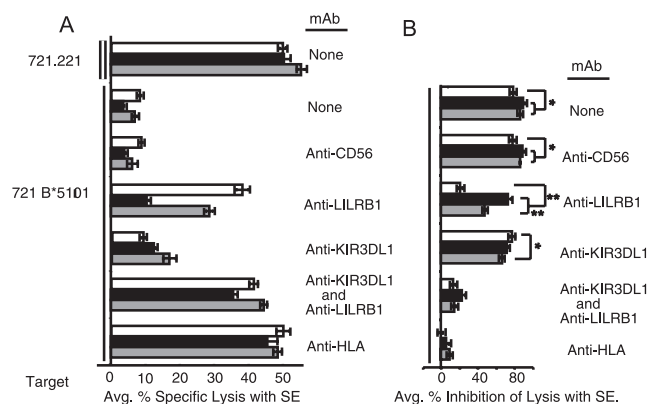 A
mAb
721.221
None
None
Anti-CD56
721 B*5101
Anti-LILRB1
Anti-KIR3DL1
Anti-KIR3DL1
and
Anti-LILRB1
Anti-HLA
Target
0 10 20 30 40 50
Avg. % Specific Lysis with SE
B
mAb
None
*
Anti-CD56
*
Anti-LILRB1
**
**
Anti-KIR3DL1
*
Anti-KIR3DL1
and
Anti-LILRB1
Anti-HLA
0 40 80
Avg. % Inhibition of Lysis with SE.